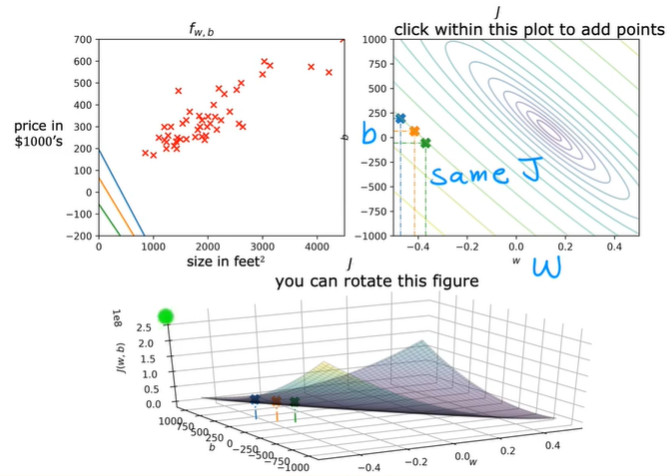 f_{w,b}
J
click within this plot to add points
700
600
500
400
300
200
100
0
−100
−200
price in
$1000's
0
1000
2000
3000
4000
size in feet²
1000
750
500
250
0
−250
−500
−750
−1000
b
b
same J
−0.4
−0.2
0.0
0.2
0.4
w
W
J
you can rotate this figure
1e8
J(w, b)
2.5
2.0
1.5
1.0
0.5
0.0
1000
750
500
250
0
−250
−500
−750
−1000
b
−0.4
−0.2
0.0
0.2
0.4
w